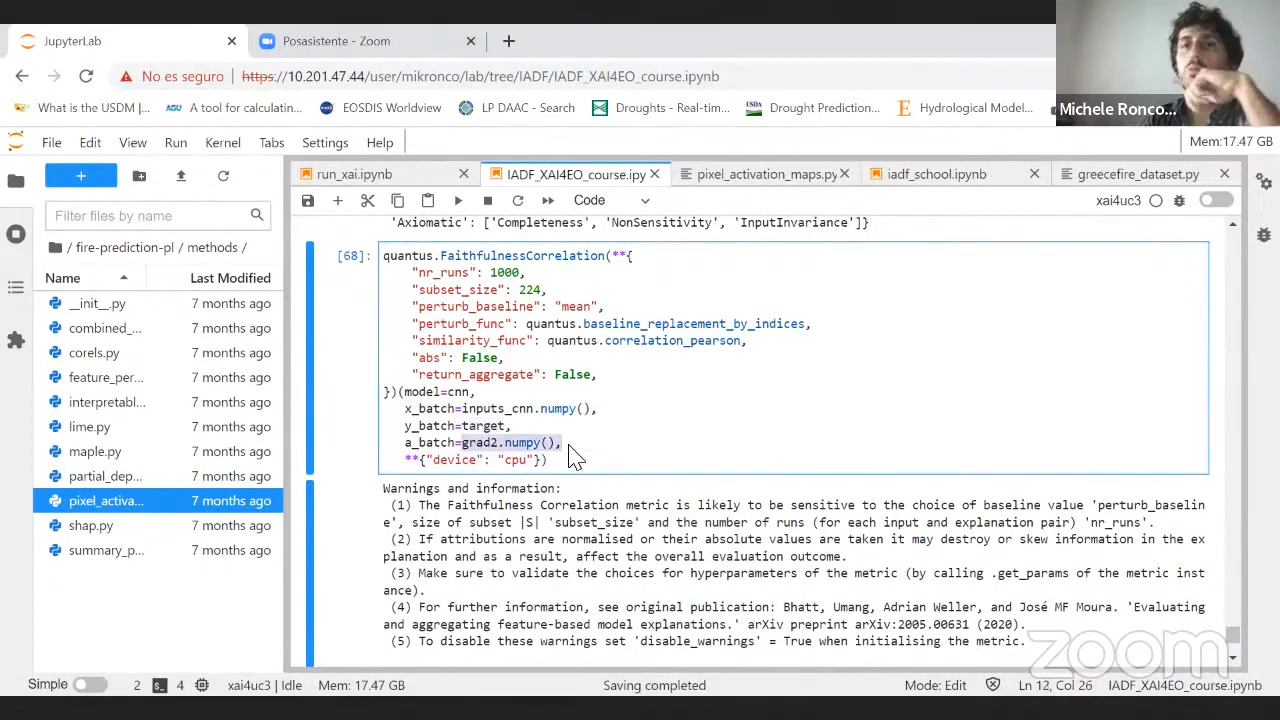 JupyterLab
Posasistente - Zoom
No es seguro
https://10.201.47.44/user/mikronco/lab/tree/IADF/IADF_XAI4EO_course.ipynb
What is the USDM |...
A tool for calculatin...
EOSDIS Worldview
LP DAAC - Search
Droughts - Real-tim...
Drought Prediction...
Hydrological Model...
Michele Ronco...
File Edit View Run Kernel Tabs Settings Help
Mem:17.47 GB
run_xai.ipynb
IADF_XAI4EO_course.ipy
pixel_activation_maps.py
iadf_school.ipynb
greecefire_dataset.py
Code
xai4uc3
Filter files by name
/ fire-prediction-pl / methods /
Name Last Modified
__init__.py 7 months ago
combined_... 7 months ago
corels.py 7 months ago
feature_per... 7 months ago
interpretabl... 7 months ago
lime.py 7 months ago
maple.py 7 months ago
partial_dep... 7 months ago
pixel_activa... 7 months ago
shap.py 7 months ago
summary_p... 7 months ago
'Axiomatic': ['Completeness', 'NonSensitivity', 'InputInvariance']}
[68]:
quantus.FaithfulnessCorrelation(**{
"nr_runs": 1000,
"subset_size": 224,
"perturb_baseline": "mean",
"perturb_func": quantus.baseline_replacement_by_indices,
"similarity_func": quantus.correlation_pearson,
"abs": False,
"return_aggregate": False,
})(model=cnn,
x_batch=inputs_cnn.numpy(),
y_batch=target,
a_batch=grad2.numpy(),
**{"device": "cpu"})
Warnings and information:
(1) The Faithfulness Correlation metric is likely to be sensitive to the choice of baseline value 'perturb_baselin
e', size of subset |S| 'subset_size' and the number of runs (for each input and explanation pair) 'nr_runs'.
(2) If attributions are normalised or their absolute values are taken it may destroy or skew information in the ex
planation and as a result, affect the overall evaluation outcome.
(3) Make sure to validate the choices for hyperparameters of the metric (by calling .get_params of the metric inst
ance).
(4) For further information, see original publication: Bhatt, Umang, Adrian Weller, and José MF Moura. 'Evaluating
and aggregating feature-based model explanations.' arXiv preprint arXiv:2005.00631 (2020).
(5) To disable these warnings set 'disable_warnings' = True when initialising the metric.
zoom
Simple 2 4 xai4uc3 | Idle Mem: 17.47 GB Saving completed Mode: Edit Ln 12, Col 26 IADF_XAI4EO_course.ipynb